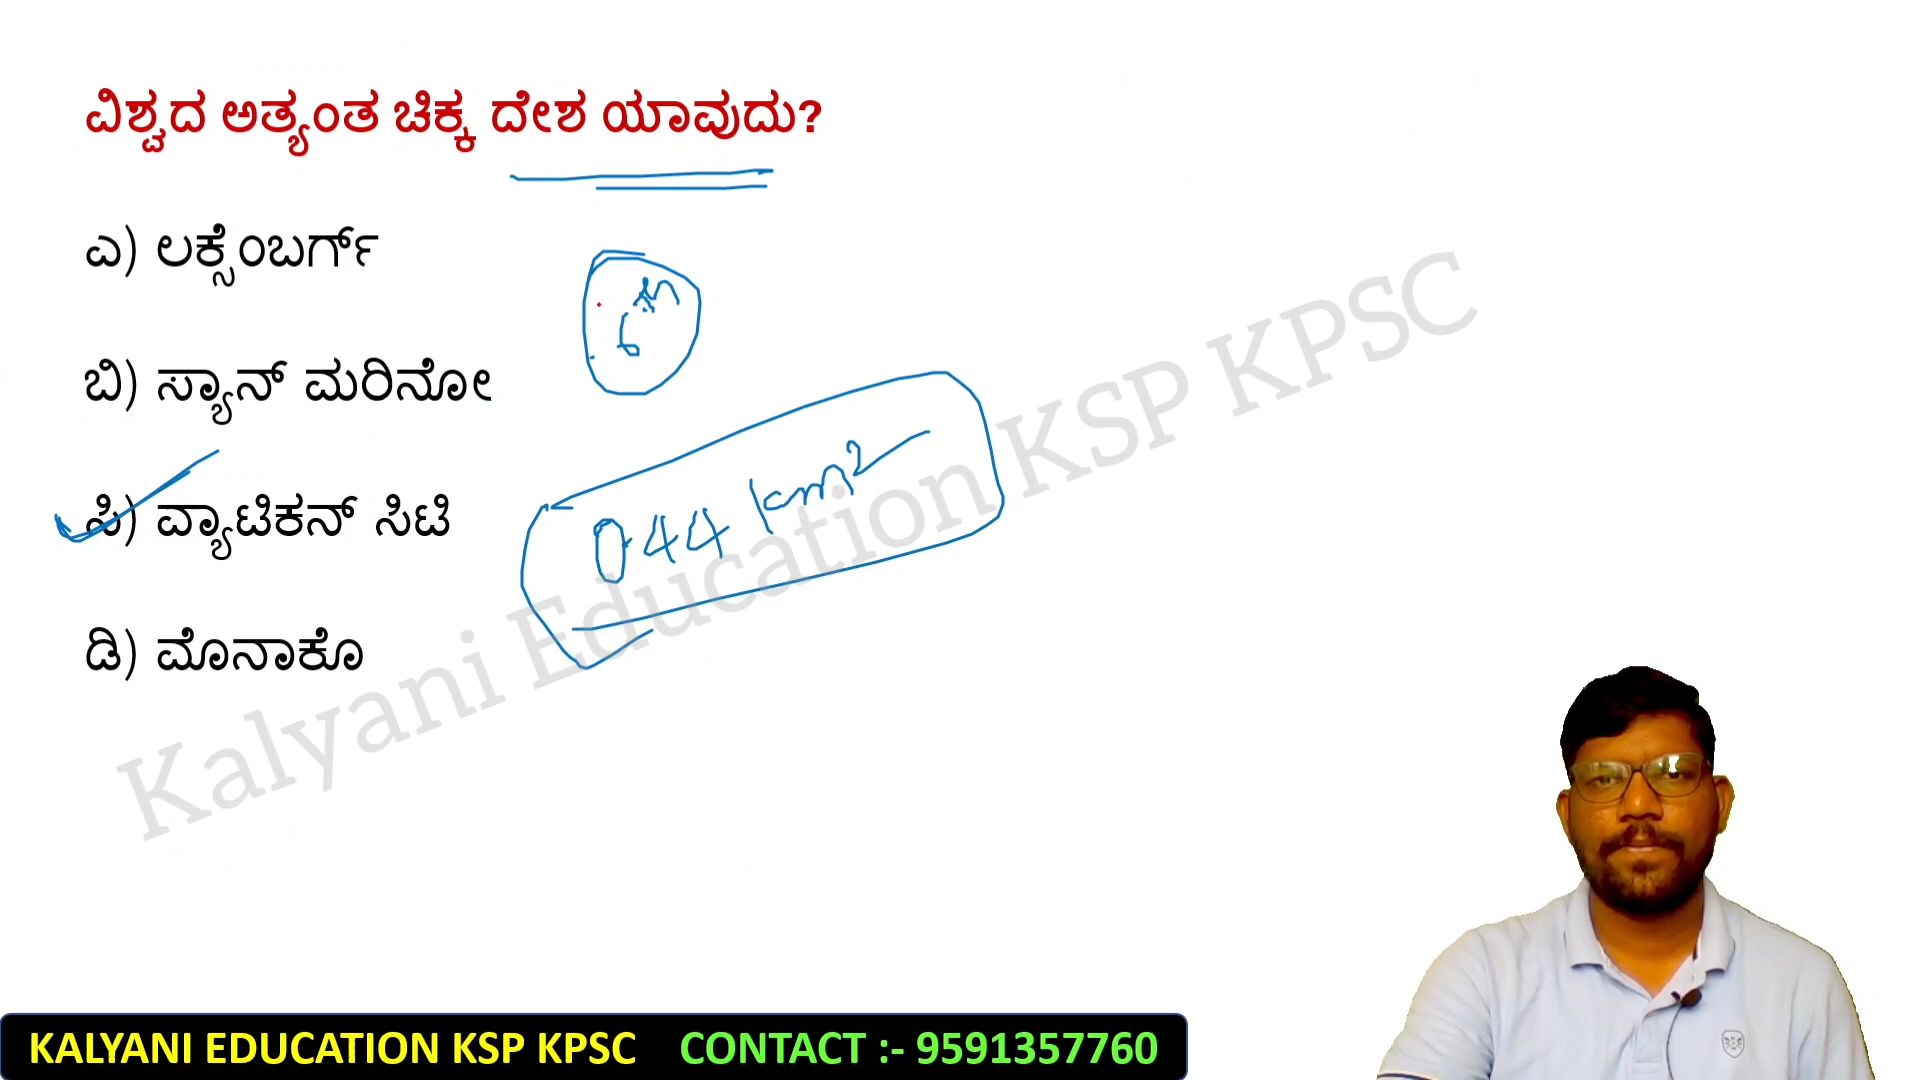 ವಿಶ್ವದ ಅತ್ಯಂತ ಚಿಕ್ಕ ದೇಶ ಯಾವುದು?
ಎ) ಲಕ್ಸೆಂಬರ್ಗ್
ಬಿ) ಸ್ಯಾನ್ ಮರಿನೋ
ಸಿ) ವ್ಯಾಟಿಕನ್ ಸಿಟಿ
0.44 km²
ಡಿ) ಮೊನಾಕೊ
Kalyani Education KSP KPSC
KALYANI EDUCATION KSP KPSC CONTACT :- 9591357760